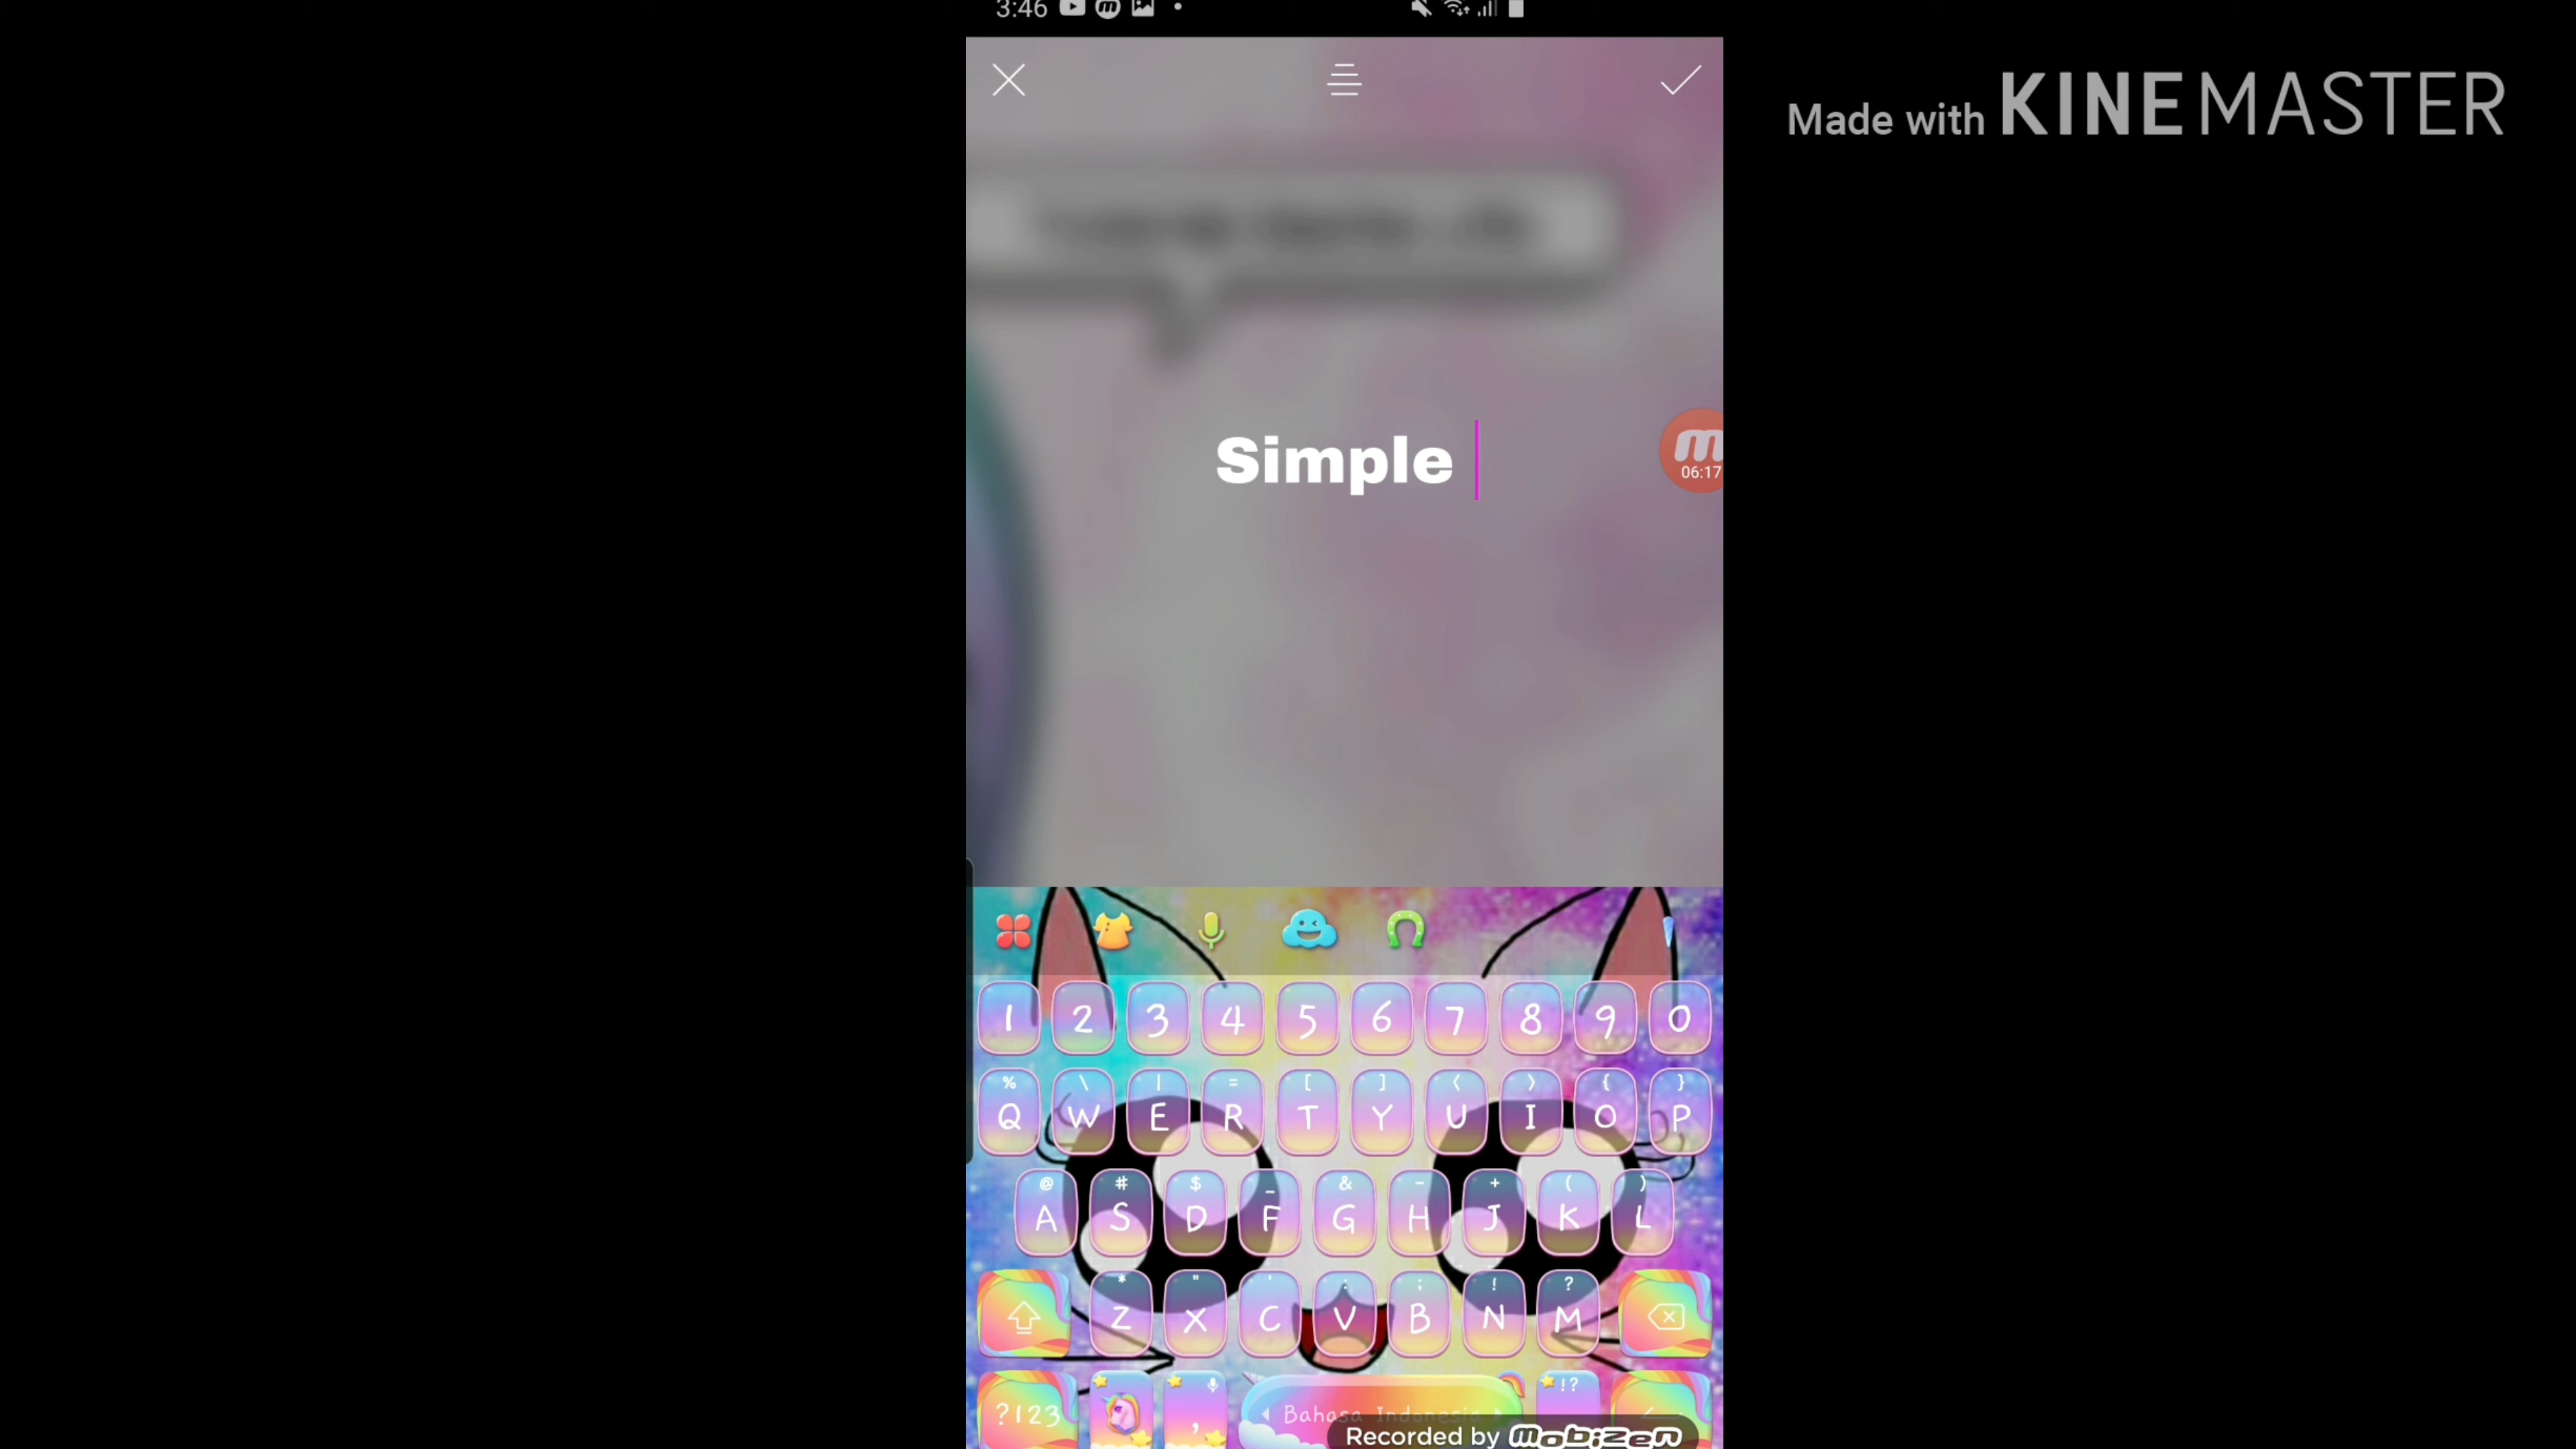 3:46
Made with KINEMASTER
Simple
06:17
1 2 3 4 5 6 7 8 9 0
% \ | = [ ] < > { }
Q W E R T Y U I O P
@ # $ _ & - + ( )
A S D F G H J K L
* " ' : ; ! ?
Z X C V B N M
!?
?123 , Bahasa Indonesia
Recorded by mobizen